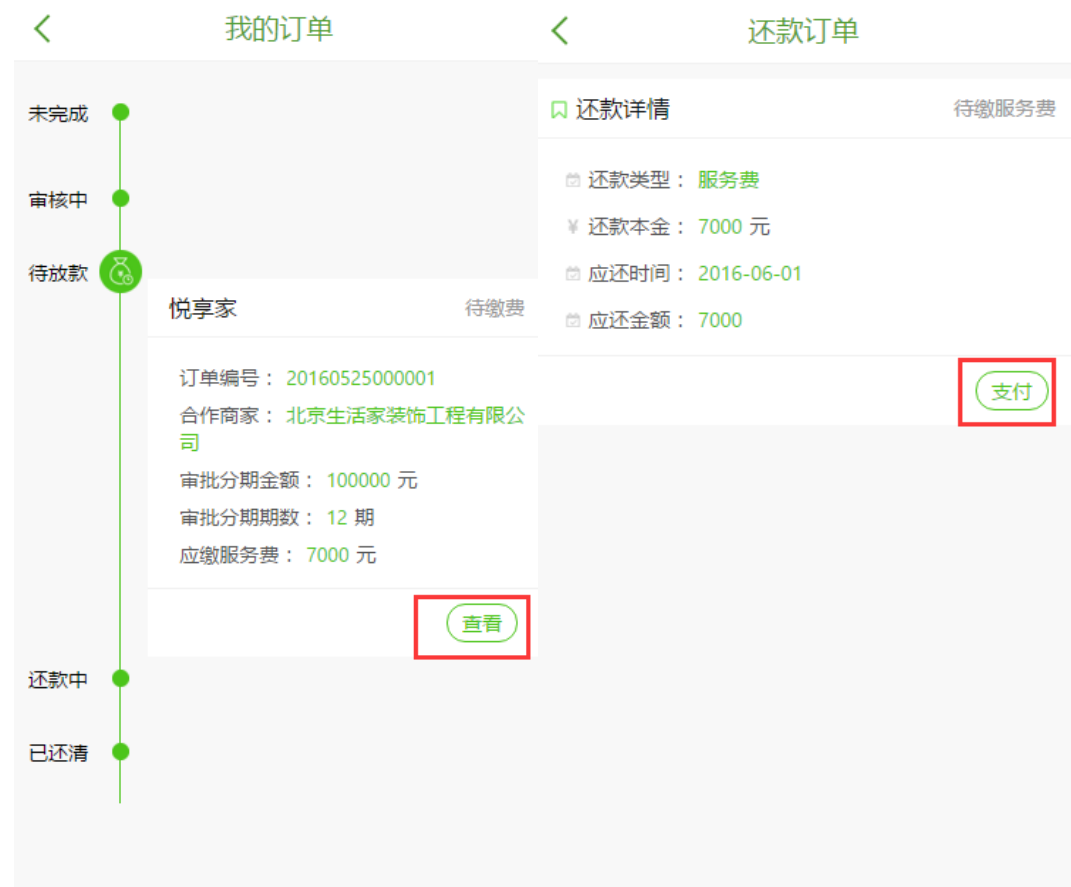 我的订单
未完成
审核中
待放款
悦享家 待缴费
订单编号： 20160525000001
合作商家： 北京生活家装饰工程有限公
司
审批分期金额： 100000 元
审批分期期数： 12 期
应缴服务费： 7000 元
查看
还款中
已还清
还款订单
还款详情 待缴服务费
还款类型： 服务费
¥ 还款本金： 7000 元
应还时间： 2016-06-01
应还金额： 7000
支付